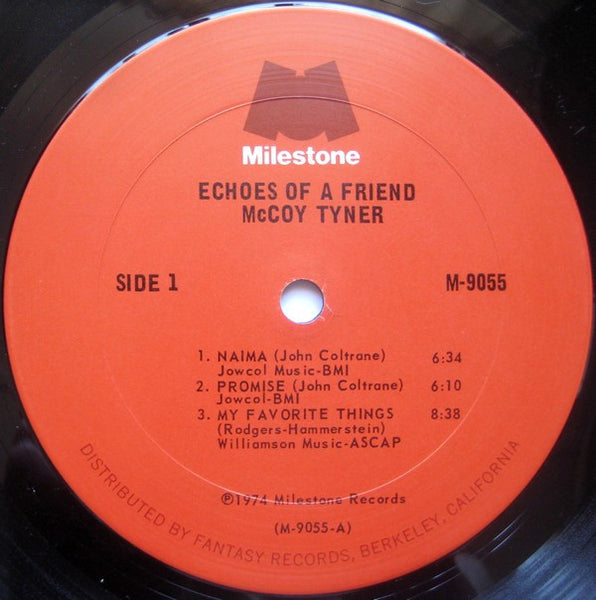 Milestone
ECHOES OF A FRIEND
McCOY TYNER
SIDE 1
M-9055
1. NAIMA (John Coltrane) 6:34
Jowcol Music-BMI
2. PROMISE (John Coltrane) 6:10
Jowcol-BMI
3. MY FAVORITE THINGS 8:38
(Rodgers-Hammerstein)
Williamson Music-ASCAP
℗1974 Milestone Records
(M-9055-A)
DISTRIBUTED BY FANTASY RECORDS, BERKELEY, CALIFORNIA